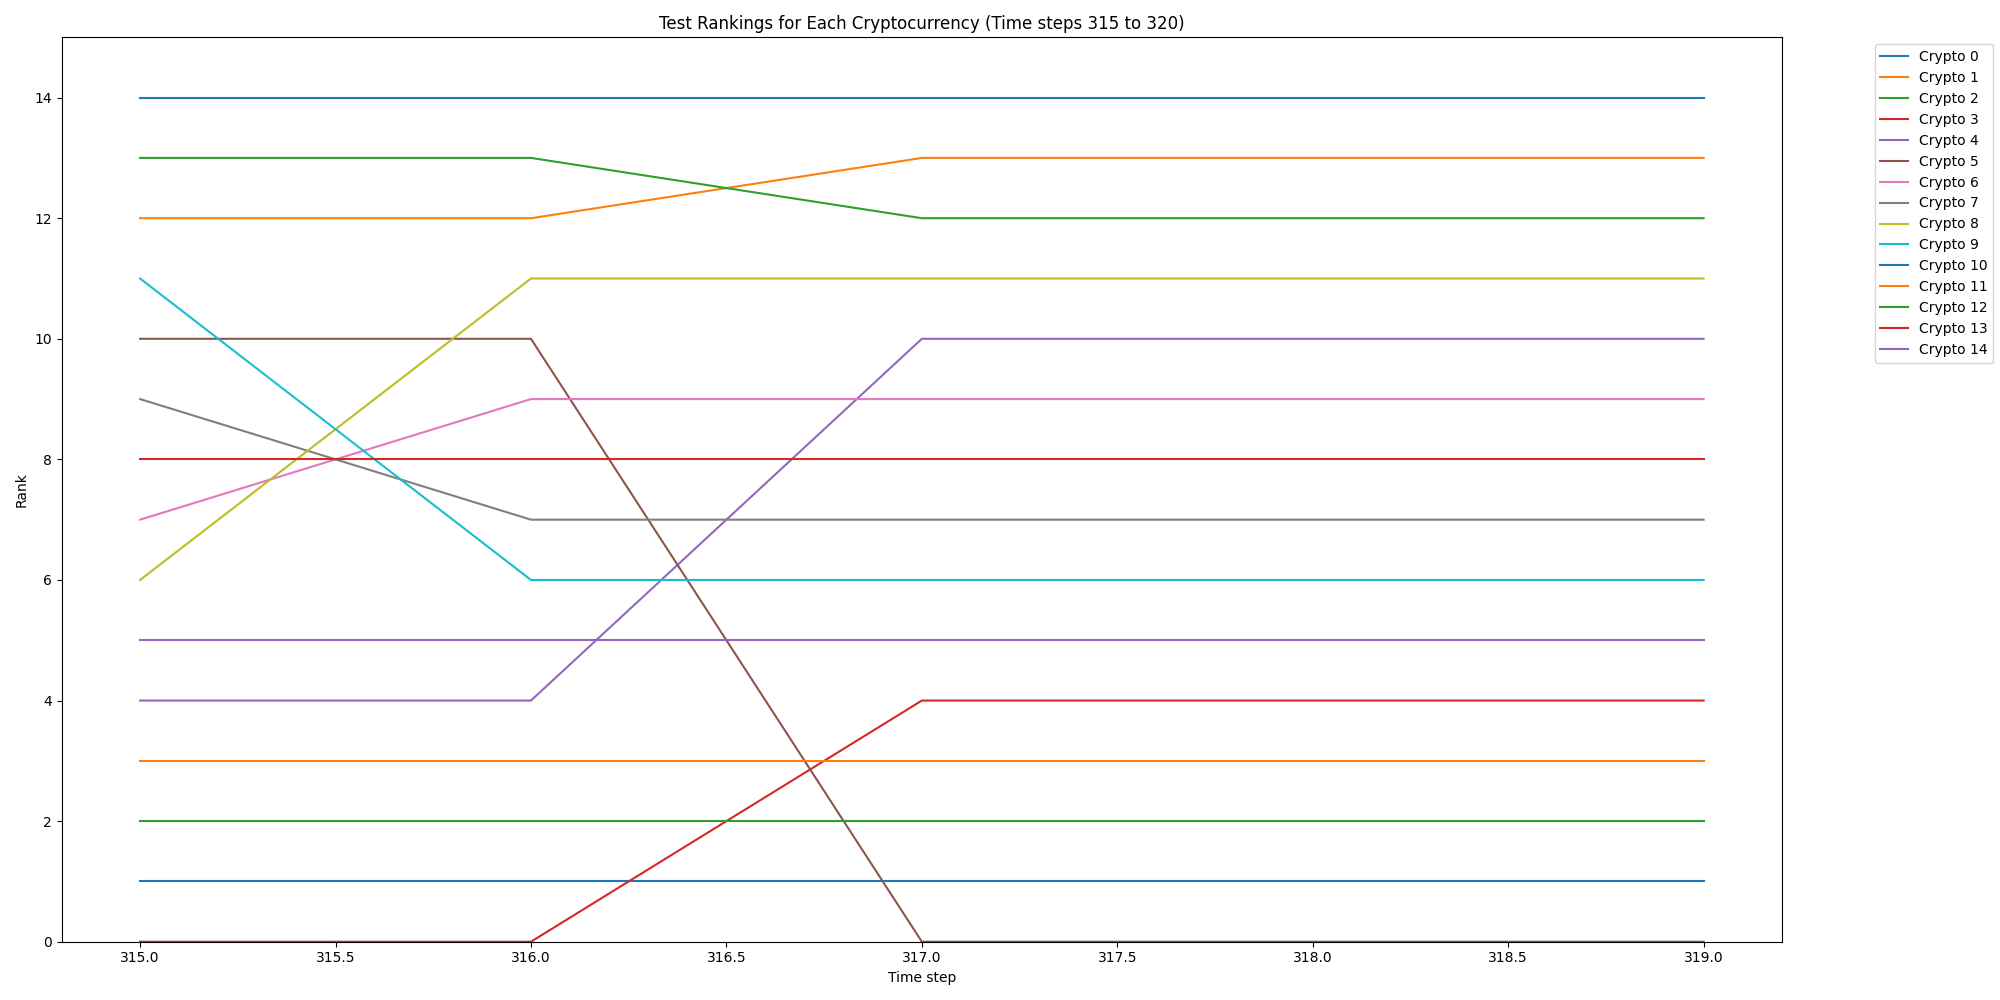 Test Rankings for Each Cryptocurrency (Time steps 315 to 320)
Rank
14
12
10
8
6
4
2
0
315.0 315.5 316.0 316.5 317.0 317.5 318.0 318.5 319.0
Time step
Crypto 0
Crypto 1
Crypto 2
Crypto 3
Crypto 4
Crypto 5
Crypto 6
Crypto 7
Crypto 8
Crypto 9
Crypto 10
Crypto 11
Crypto 12
Crypto 13
Crypto 14